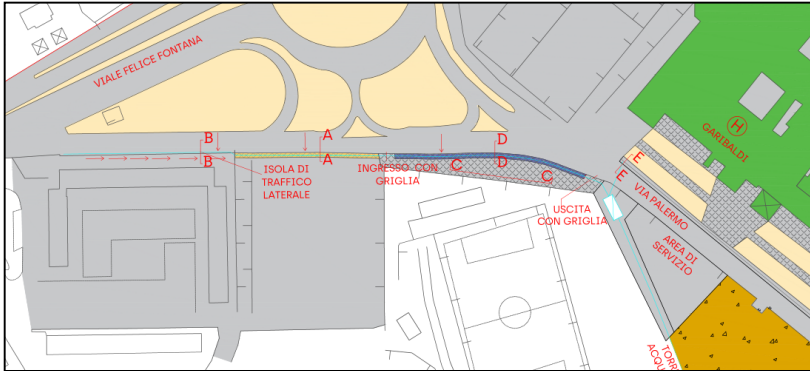 VIALE FELICE FONTANA
B
A
D
B
A
D
ISOLA DI
TRAFFICO
LATERALE
INGRESSO CON
GRIGLIA
C
C
USCITA
CON GRIGLIA
H
GARIBALDI
E
E
VIA PALERMO
AREA DI
SERVIZIO
TORR
ACQU